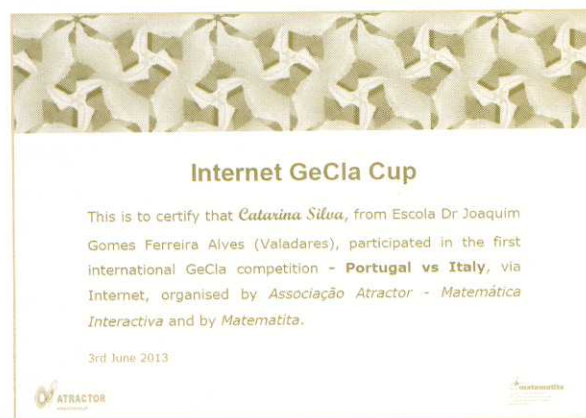 Internet GeCla Cup
This is to certify that Catarina Silva, from Escola Dr Joaquim
Gomes Ferreira Alves (Valadares), participated in the first
international GeCla competition - Portugal vs Italy, via
Internet, organised by Associação Atractor - Matemática
Interactiva and by Matematita.
3rd June 2013
ATRACTOR
matematita